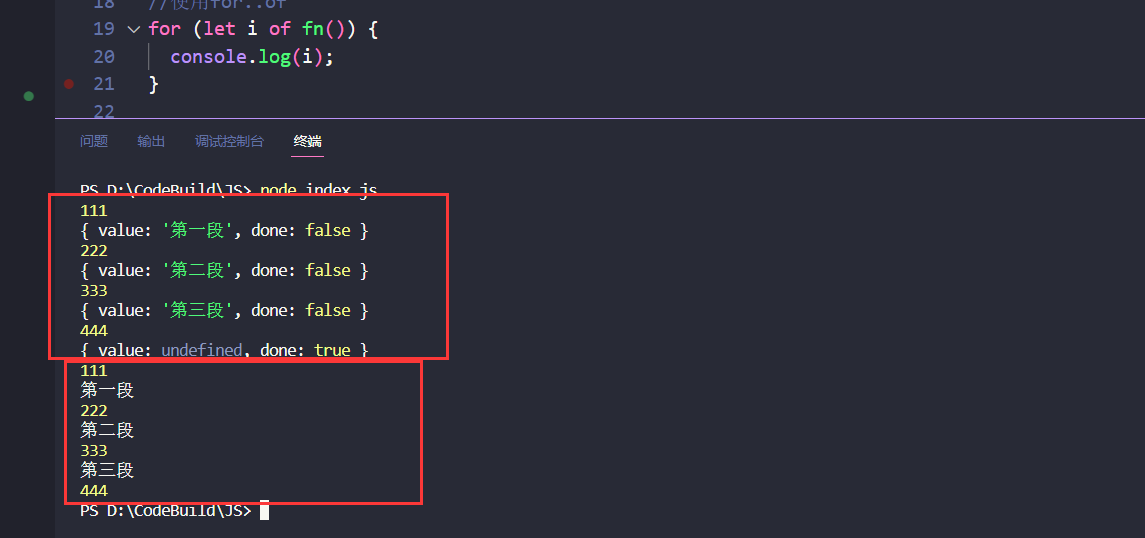 18 //使用for..of
19 for (let i of fn()) {
20 console.log(i);
21 }
22
问题 输出 调试控制台 终端
PS D:\CodeBuild\JS> node index.js
111
{ value: '第一段', done: false }
222
{ value: '第二段', done: false }
333
{ value: '第三段', done: false }
444
{ value: undefined, done: true }
111
第一段
222
第二段
333
第三段
444
PS D:\CodeBuild\JS>